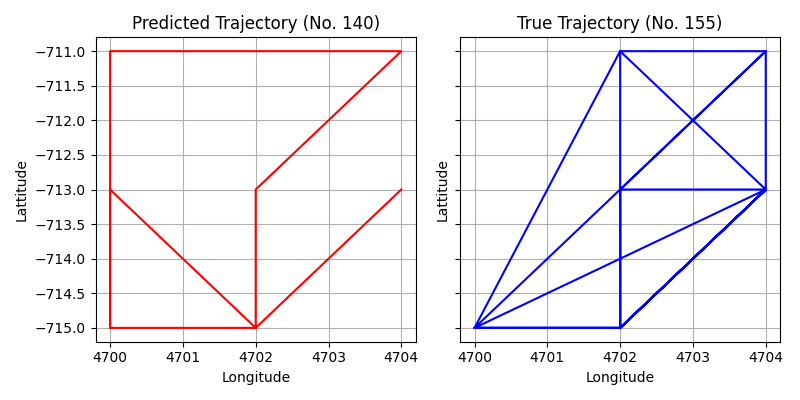 Predicted Trajectory (No. 140)
True Trajectory (No. 155)
−711.0
−711.5
−712.0
−712.5
−713.0
−713.5
−714.0
−714.5
−715.0
Lattitude
Lattitude
4700 4701 4702 4703 4704
4700 4701 4702 4703 4704
Longitude
Longitude